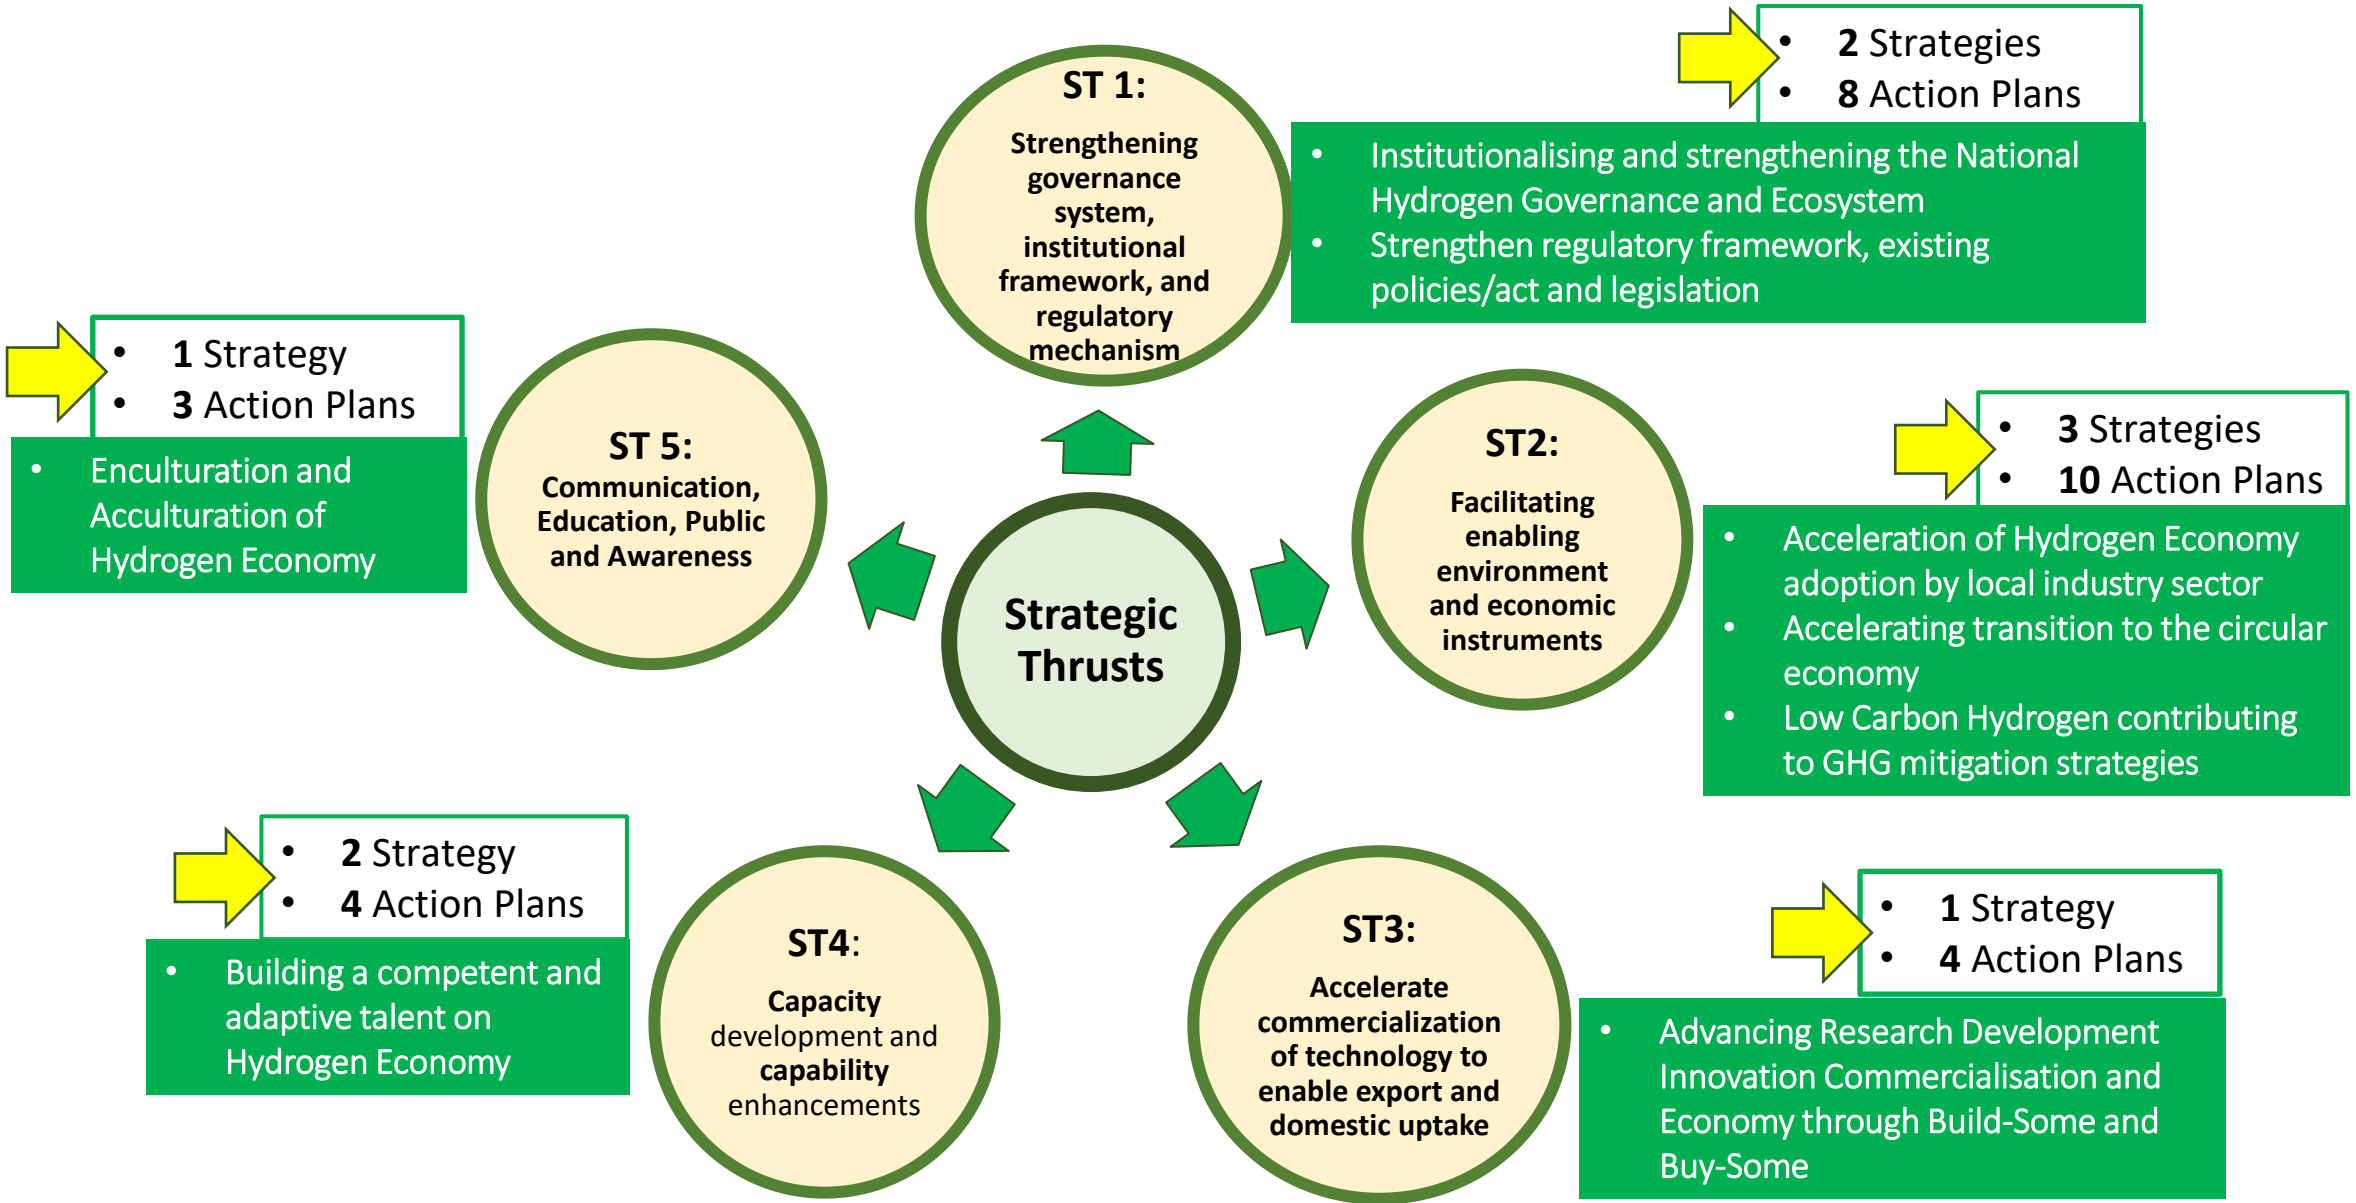 • 2 Strategies
• 8 Action Plans
ST 1:
Strengthening
governance
system,
institutional
framework, and
regulatory
mechanism
• Institutionalising and strengthening the National
Hydrogen Governance and Ecosystem
• Strengthen regulatory framework, existing
policies/act and legislation
• 1 Strategy
• 3 Action Plans
• Enculturation and
Acculturation of
Hydrogen Economy
ST 5:
Communication,
Education, Public
and Awareness
ST2:
Facilitating
enabling
environment
and economic
instruments
• 3 Strategies
• 10 Action Plans
• Acceleration of Hydrogen Economy
adoption by local industry sector
• Accelerating transition to the circular
economy
• Low Carbon Hydrogen contributing
to GHG mitigation strategies
Strategic
Thrusts
• 2 Strategy
• 4 Action Plans
• Building a competent and
adaptive talent on
Hydrogen Economy
ST4:
Capacity
development and
capability
enhancements
ST3:
Accelerate
commercialization
of technology to
enable export and
domestic uptake
• 1 Strategy
• 4 Action Plans
• Advancing Research Development
Innovation Commercialisation and
Economy through Build-Some and
Buy-Some